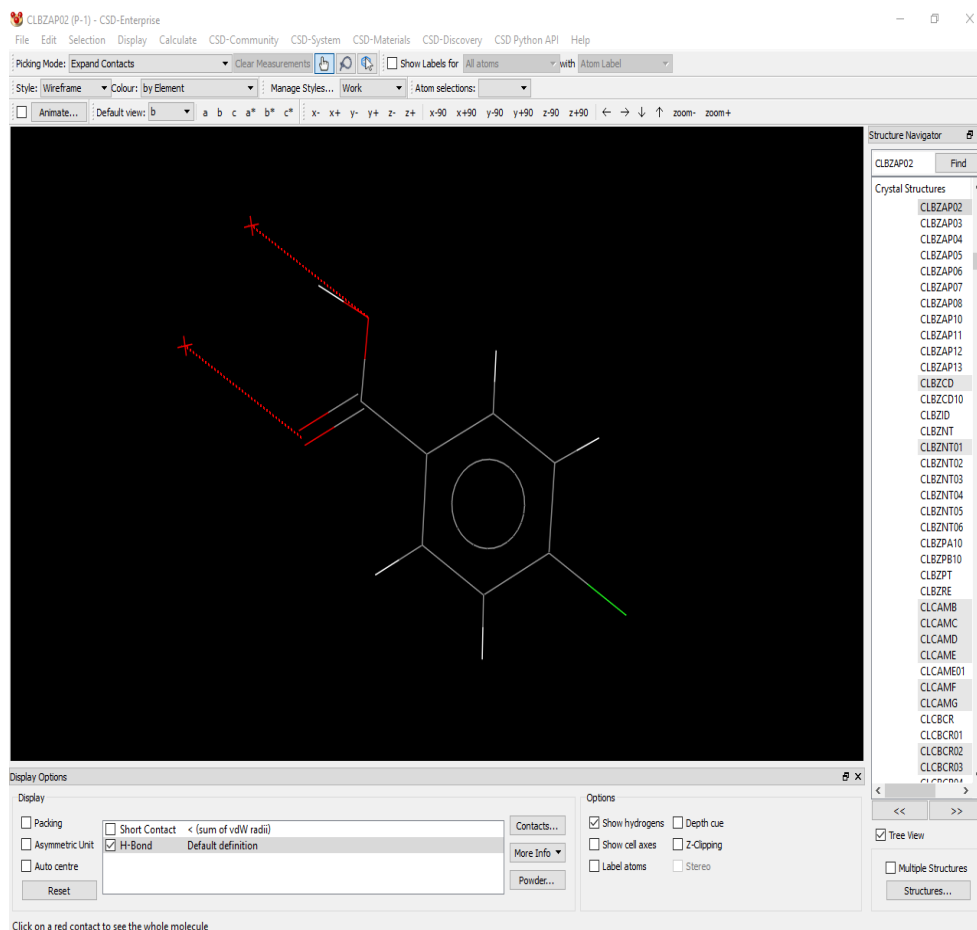 CLBZAP02 (P-1) - CSD-Enterprise
File Edit Selection Display Calculate CSD-Community CSD-System CSD-Materials CSD-Discovery CSD Python API Help
Picking Mode: Expand Contacts Clear Measurements Show Labels for All atoms with Atom Label
Style: Wireframe Colour: by Element Manage Styles... Work Atom selections:
Animate... Default view: b a b c a* b* c* x- x+ y- y+ z- z+ x-90 x+90 y-90 y+90 z-90 z+90 ← → ↓ ↑ zoom- zoom+
Structure Navigator
CLBZAP02 Find
Crystal Structures
CLBZAP02
CLBZAP03
CLBZAP04
CLBZAP05
CLBZAP06
CLBZAP07
CLBZAP08
CLBZAP10
CLBZAP11
CLBZAP12
CLBZAP13
CLBZCD
CLBZCD10
CLBZID
CLBZNT
CLBZNT01
CLBZNT02
CLBZNT03
CLBZNT04
CLBZNT05
CLBZNT06
CLBZPA10
CLBZPB10
CLBZPT
CLBZRE
CLCAMB
CLCAMC
CLCAMD
CLCAME
CLCAME01
CLCAMF
CLCAMG
CLCBCR
CLCBCR01
CLCBCR02
CLCBCR03
<< >>
Tree View
Multiple Structures
Structures...
Display Options
Display
Packing
Asymmetric Unit
Auto centre
Reset
Short Contact < (sum of vdW radii)
H-Bond Default definition
Contacts...
More Info
Powder...
Options
Show hydrogens Depth cue
Show cell axes Z-Clipping
Label atoms Stereo
Click on a red contact to see the whole molecule